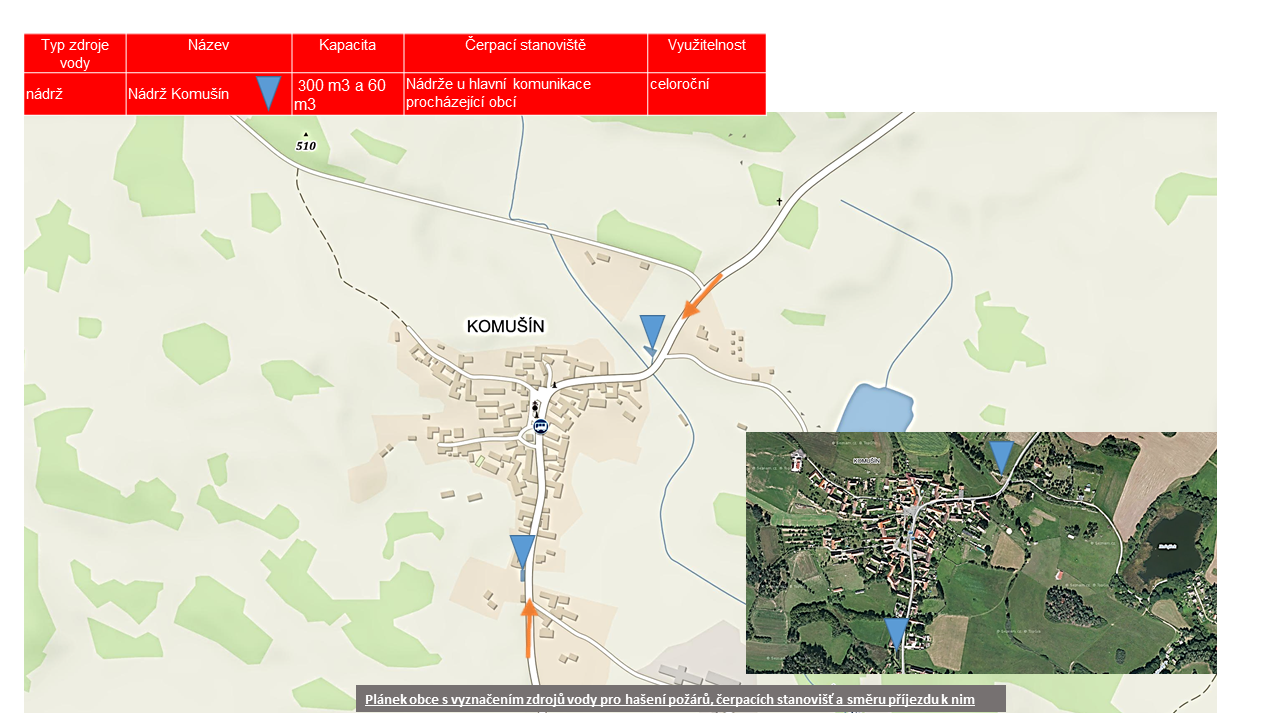 Typ zdroje
vody
Název
Kapacita
Čerpací stanoviště
Využitelnost
nádrž
Nádrž Komušín
300 m3 a 60
m3
Nádrže u hlavní komunikace
procházející obcí
celoroční
510
KOMUŠÍN
KOMUŠÍN
Plánek obce s vyznačením zdrojů vody pro hašení požárů, čerpacích stanovišť a směru příjezdu k nim